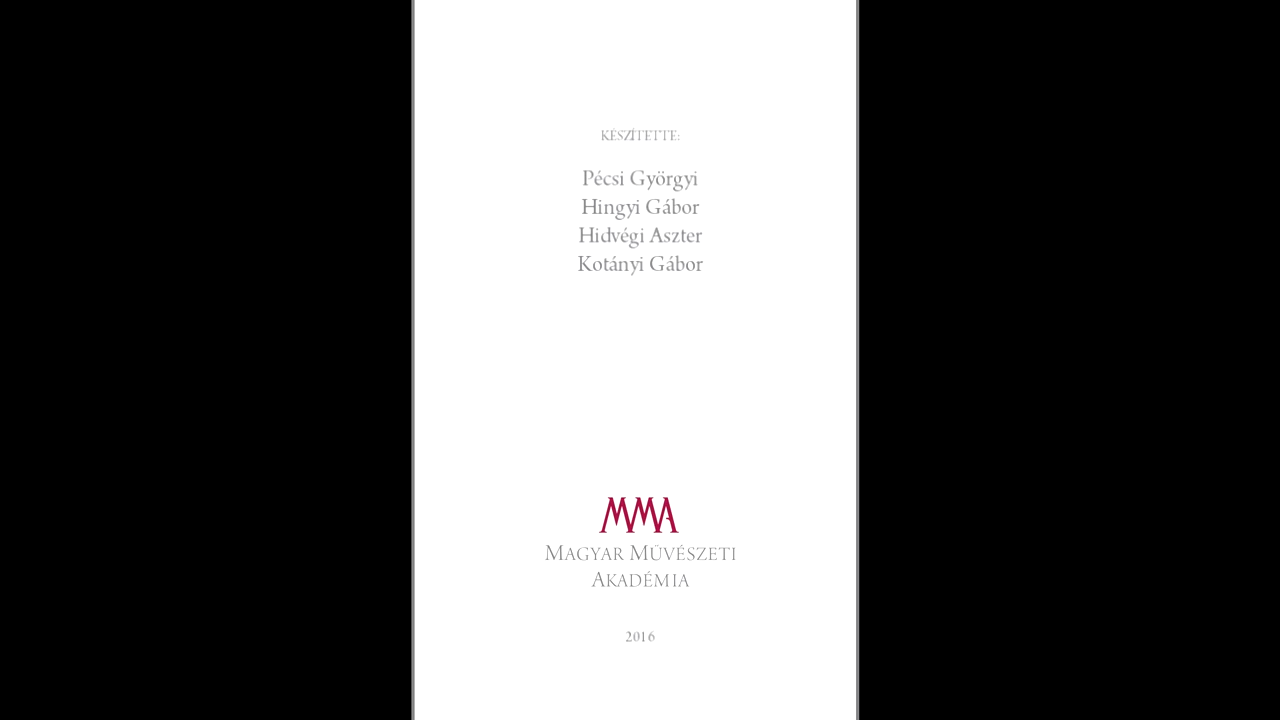 KÉSZÍTETTE:
Pécsi Györgyi
Hingyi Gábor
Hidvégi Aszter
Kotányi Gábor
MMA
MAGYAR MŰVÉSZETI
AKADÉMIA
2016